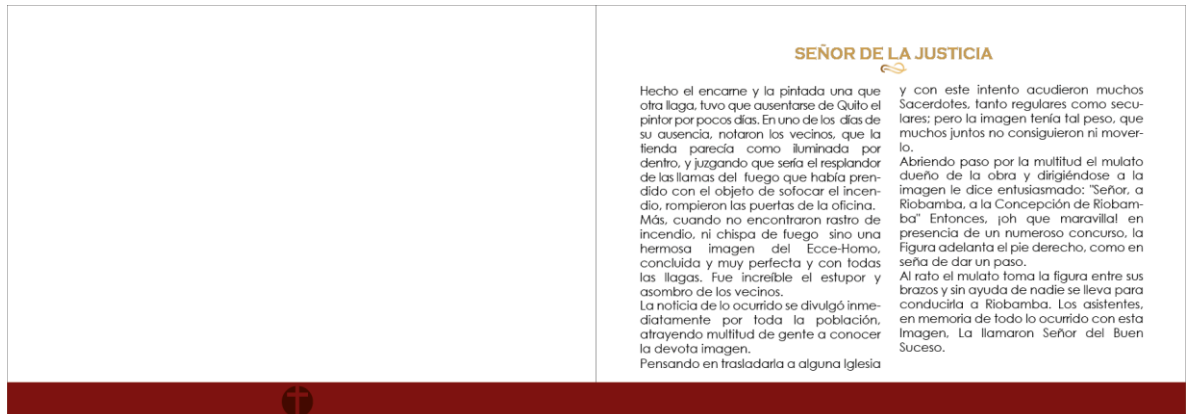 SEÑOR DE LA JUSTICIA
Hecho el encarne y la pintada una que
otra llaga, tuvo que ausentarse de Quito el
pintor por pocos días. En uno de los días de
su ausencia, notaron los vecinos, que la
tienda parecía como iluminada por
dentro, y juzgando que sería el resplandor
de las llamas del fuego que había pren-
dido con el objeto de sofocar el incen-
dio, rompieron las puertas de la oficina.
Más, cuando no encontraron rastro de
incendio, ni chispa de fuego sino una
hermosa imagen del Ecce-Homo,
concluida y muy perfecta y con todas
las llagas. Fue increíble el estupor y
asombro de los vecinos.
La noticia de lo ocurrido se divulgó inme-
diatamente por toda la población,
atrayendo multitud de gente a conocer
la devota imagen.
Pensando en trasladarla a alguna Iglesia
y con este intento acudieron muchos
Sacerdotes, tanto regulares como secu-
lares; pero la imagen tenía tal peso, que
muchos juntos no consiguieron ni mover-
lo.
Abriendo paso por la multitud el mulato
dueño de la obra y dirigiéndose a la
imagen le dice entusiasmado: "Señor, a
Riobamba, a la Concepción de Riobam-
ba" Entonces, ¡oh que maravilla! en
presencia de un numeroso concurso, la
Figura adelanta el pie derecho, como en
seña de dar un paso.
Al rato el mulato toma la figura entre sus
brazos y sin ayuda de nadie se lleva para
conducirla a Riobamba. Los asistentes,
en memoria de todo lo ocurrido con esta
Imagen, La llamaron Señor del Buen
Suceso.